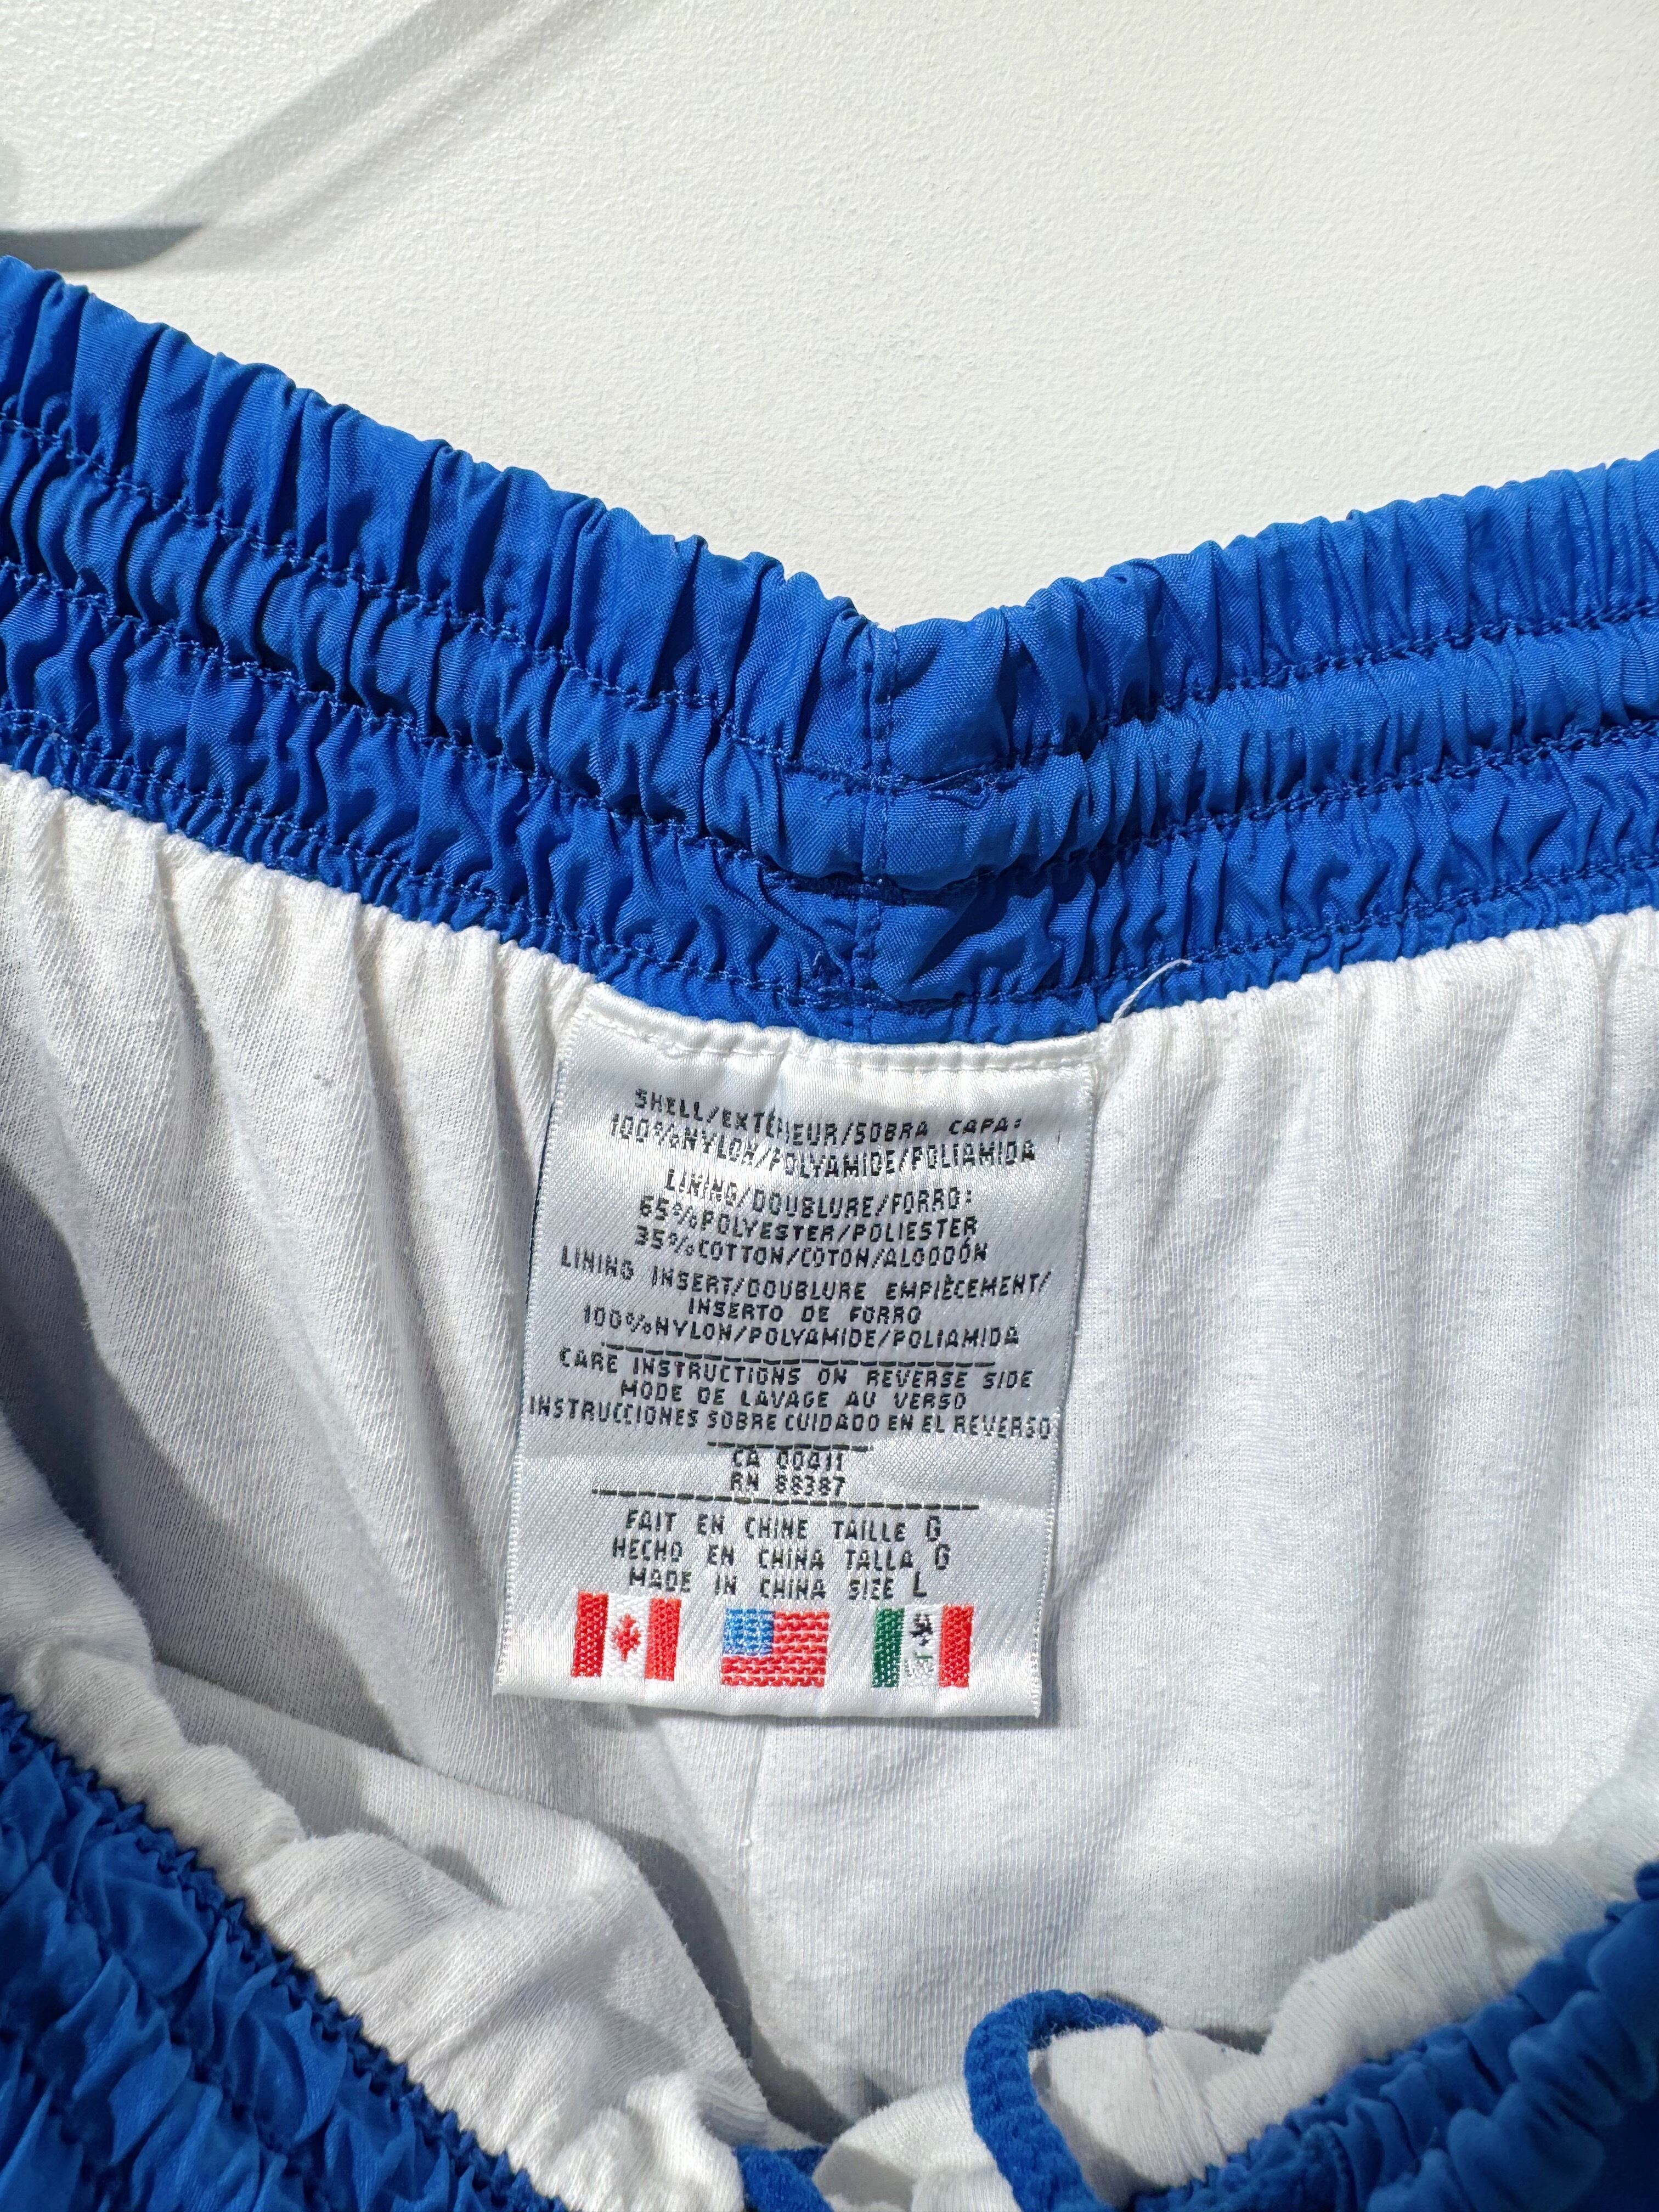 SHELL/EXTÉRIEUR/SOBRA CAPA:
100%NYLON/POLYAMIDE/POLIAMIDA
LINING/DOUBLURE/FORRO:
65%POLYESTER/POLIESTER
35%COTTON/COTON/ALGODÓN
LINING INSERT/DOUBLURE EMPIÈCEMENT/
INSERTO DE FORRO
100%NYLON/POLYAMIDE/POLIAMIDA
CARE INSTRUCTIONS ON REVERSE SIDE
MODE DE LAVAGE AU VERSO
INSTRUCCIONES SOBRE CUIDADO EN EL REVERSO
CA 00411
RN 88387
FAIT EN CHINE TAILLE G
HECHO EN CHINA TALLA G
MADE IN CHINA SIZE L